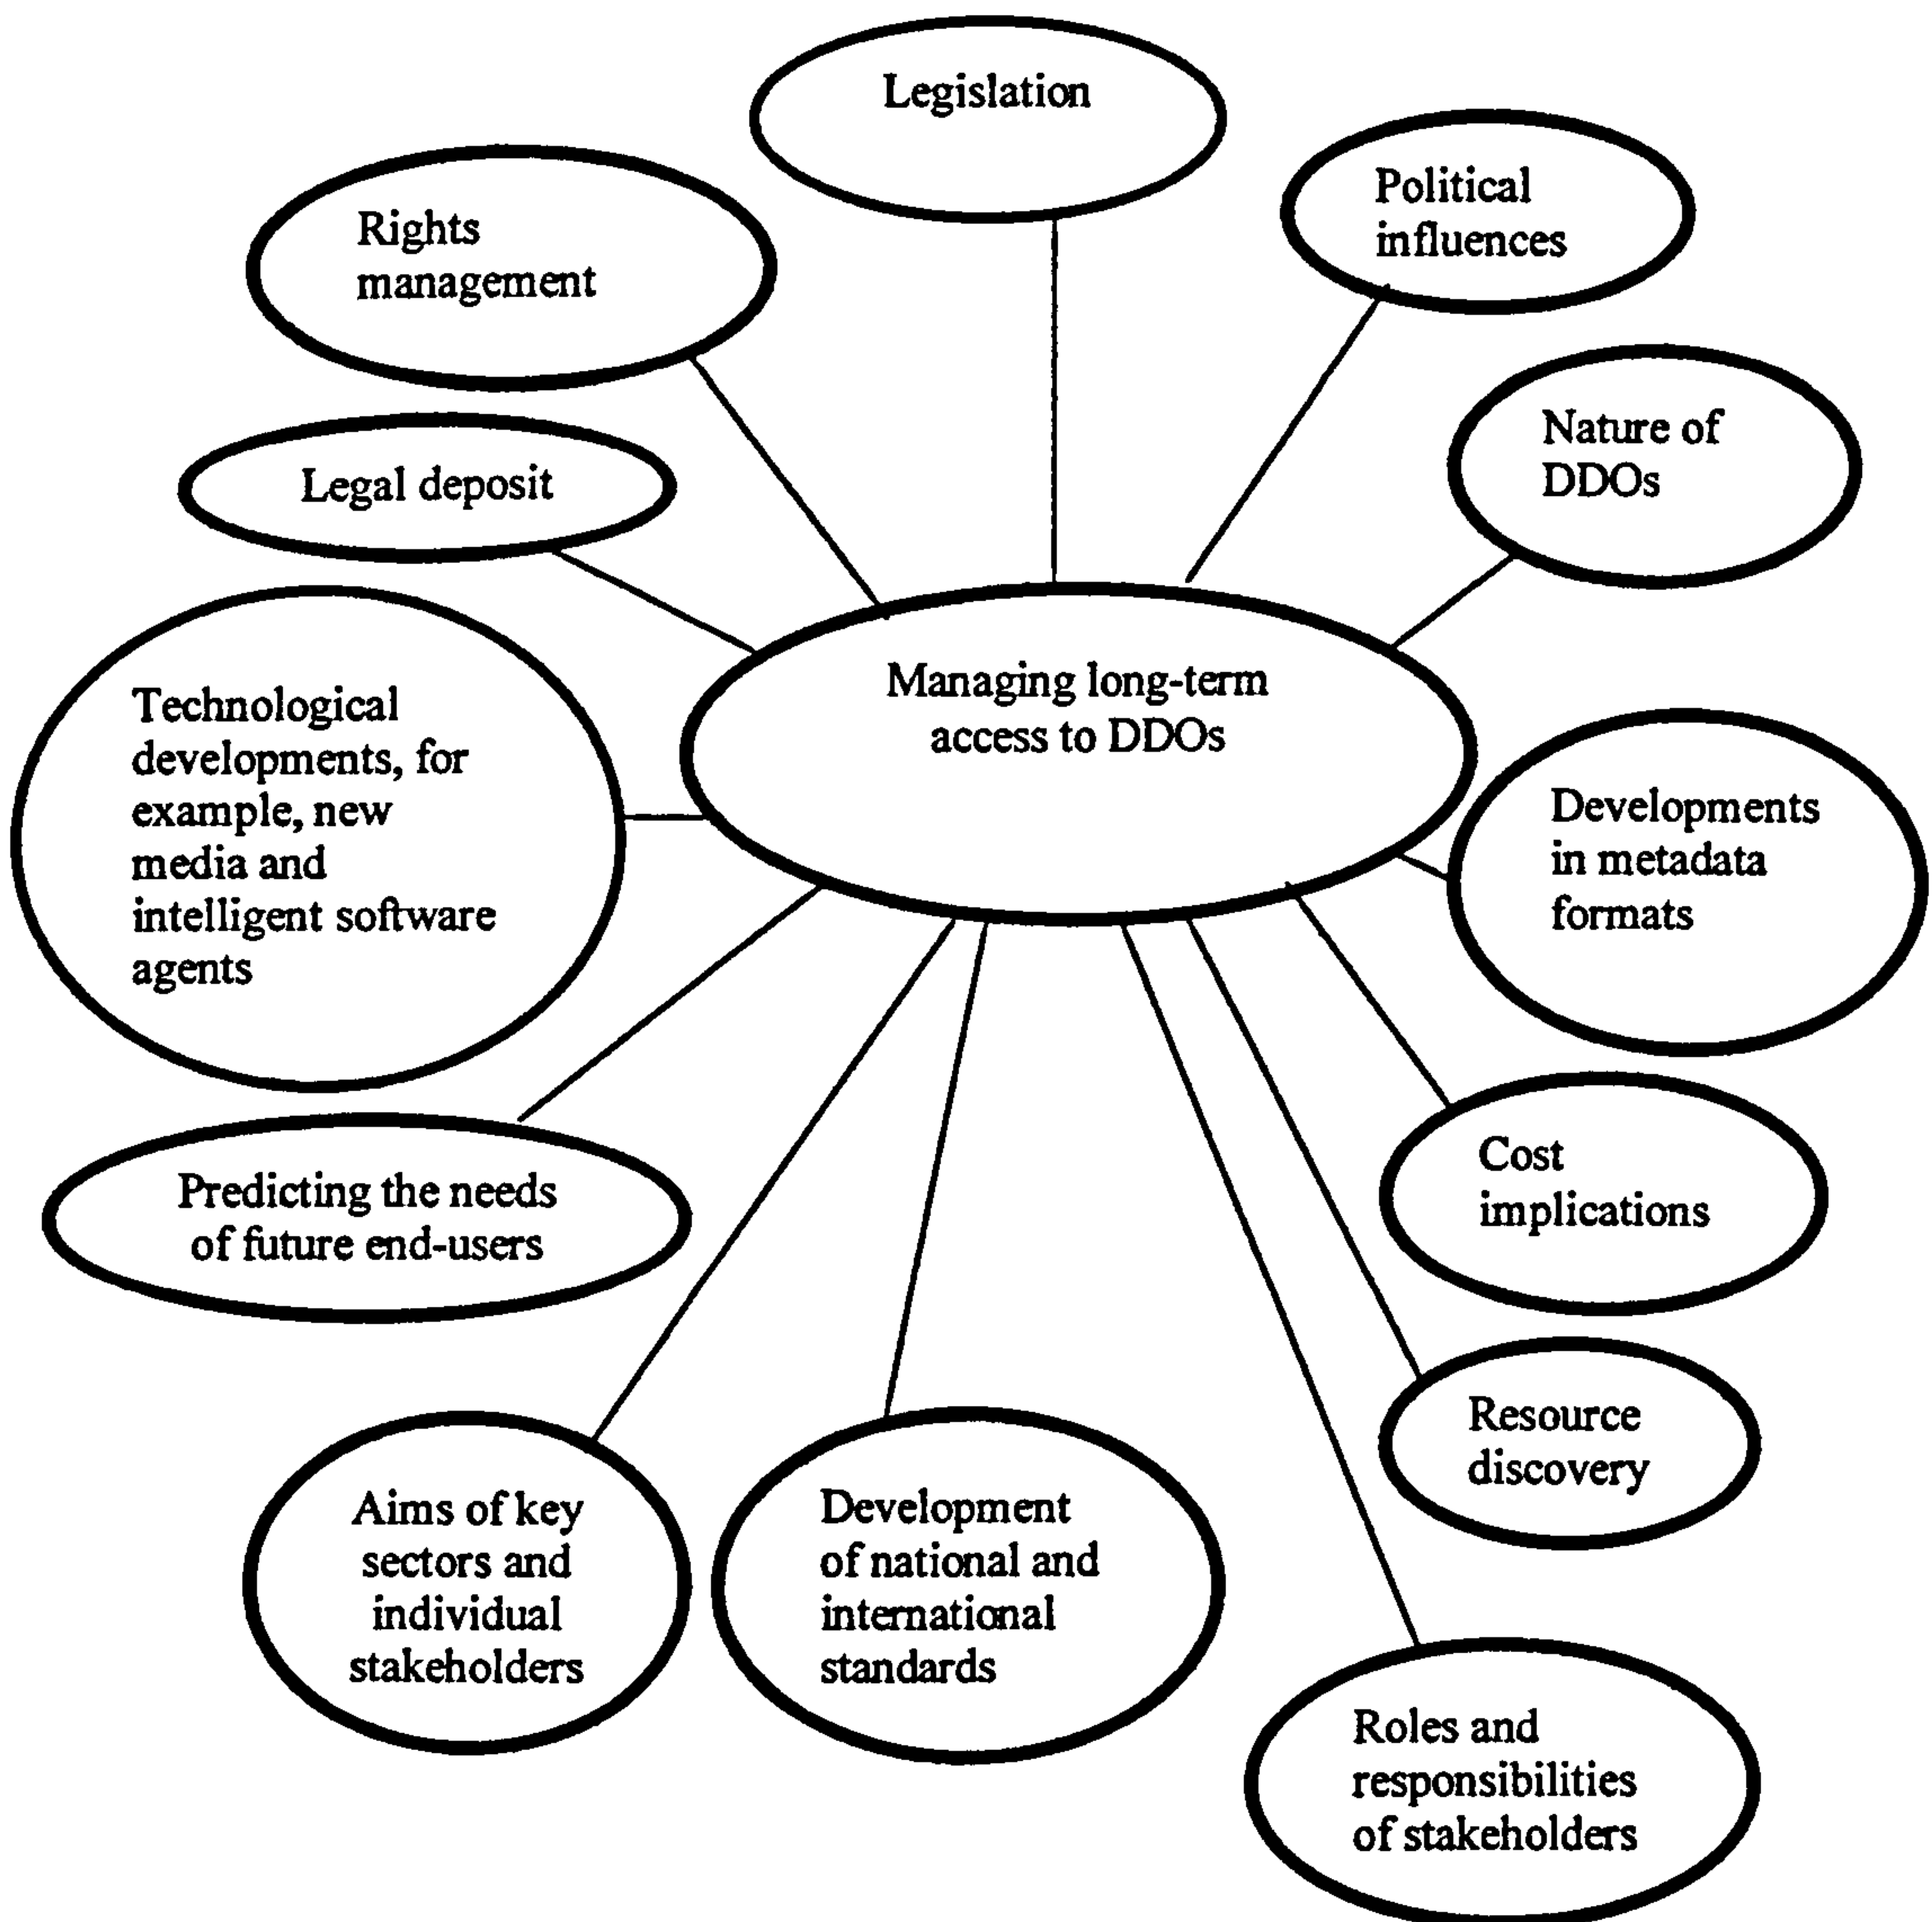 Legislation
Political
influences
Rights
management
Nature of
DDOs
Legal deposit
Managing long-term
access to DDOs
Technological
developments, for
example, new
media and
intelligent software
agents
Developments
in metadata
formats
Cost
implications
Predicting the needs
of future end-users
Resource
discovery
Aims of key
sectors and
individual
stakeholders
Development
of national and
international
standards
Roles and
responsibilities
of stakeholders